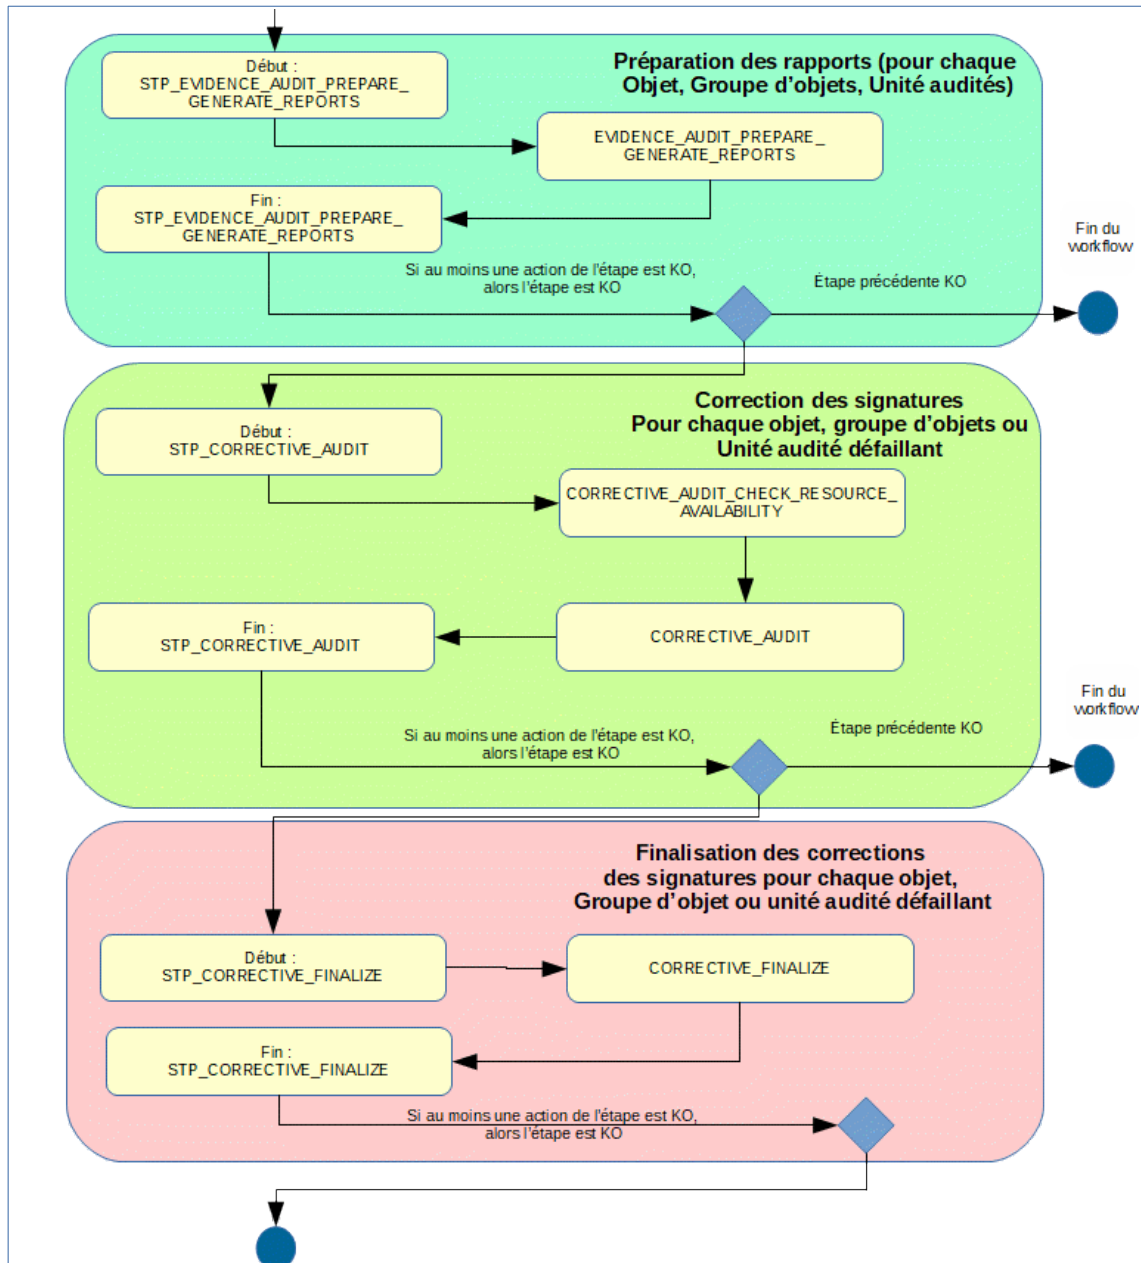 Préparation des rapports (pour chaque
Objet, Groupe d'objets, Unité audités)
Début :
STP_EVIDENCE_AUDIT_PREPARE_
GENERATE_REPORTS
EVIDENCE_AUDIT_PREPARE_
GENERATE_REPORTS
Fin :
STP_EVIDENCE_AUDIT_PREPARE_
GENERATE_REPORTS
Si au moins une action de l'étape est KO,
alors l'étape est KO
Étape précédente KO
Fin du
workflow
Correction des signatures
Pour chaque objet, groupe d'objets ou
Unité audité défaillant
Début :
STP_CORRECTIVE_AUDIT
CORRECTIVE_AUDIT_CHECK_RESOURCE_
AVAILABILITY
CORRECTIVE_AUDIT
Fin :
STP_CORRECTIVE_AUDIT
Si au moins une action de l'étape est KO,
alors l'étape est KO
Étape précédente KO
Fin du
workflow
Finalisation des corrections
des signatures pour chaque objet,
Groupe d'objet ou unité audité défaillant
Début :
STP_CORRECTIVE_FINALIZE
CORRECTIVE_FINALIZE
Fin :
STP_CORRECTIVE_FINALIZE
Si au moins une action de l'étape est KO,
alors l'étape est KO